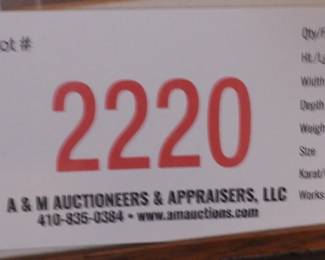 ot #
2220
A & M AUCTIONEERS & APPRAISERS, LLC
410-835-0384 • www.amauctions.com
Qty/F
Ht./Lg
Width
Depth
Weigh
Size
Karat/
Works